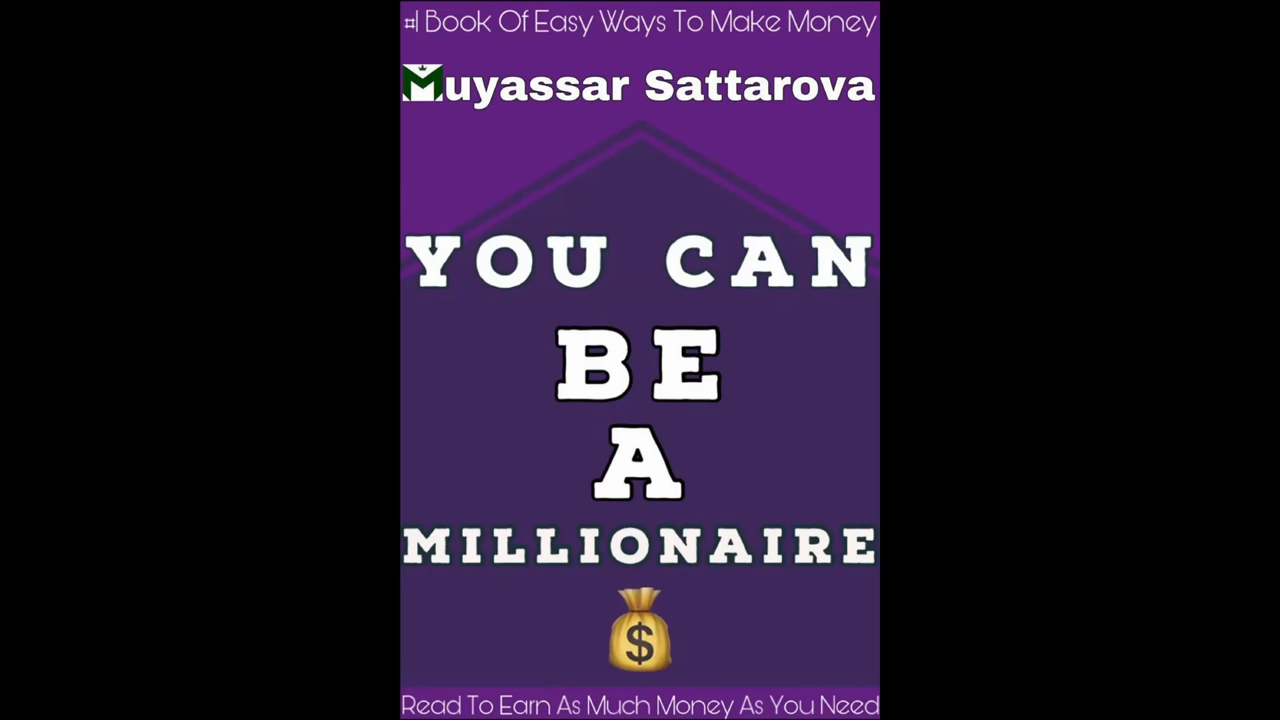 #1 Book Of Easy Ways To Make Money
Muyassar Sattarova
YOU CAN
BE
A
MILLIONAIRE
$
Read To Earn As Much Money As You Need